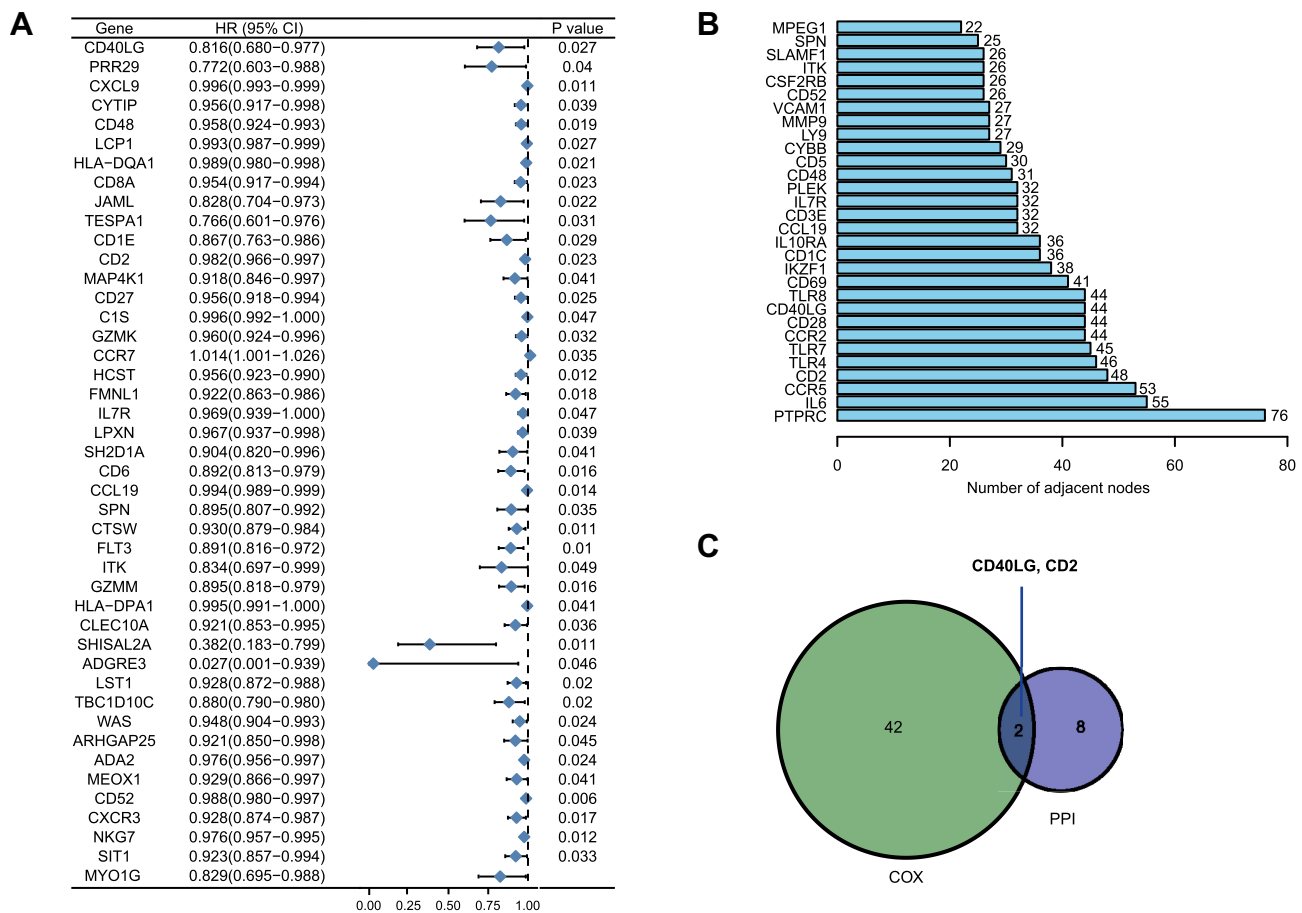 A
Gene HR (95% CI) P value
CD40LG 0.816(0.680−0.977) 0.027
PRR29 0.772(0.603−0.988) 0.04
CXCL9 0.996(0.993−0.999) 0.011
CYTIP 0.956(0.917−0.998) 0.039
CD48 0.958(0.924−0.993) 0.019
LCP1 0.993(0.987−0.999) 0.027
HLA−DQA1 0.989(0.980−0.998) 0.021
CD8A 0.954(0.917−0.994) 0.023
JAML 0.828(0.704−0.973) 0.022
TESPA1 0.766(0.601−0.976) 0.031
CD1E 0.867(0.763−0.986) 0.029
CD2 0.982(0.966−0.997) 0.023
MAP4K1 0.918(0.846−0.997) 0.041
CD27 0.956(0.918−0.994) 0.025
C1S 0.996(0.992−1.000) 0.047
GZMK 0.960(0.924−0.996) 0.032
CCR7 1.014(1.001−1.026) 0.035
HCST 0.956(0.923−0.990) 0.012
FMNL1 0.922(0.863−0.986) 0.018
IL7R 0.969(0.939−1.000) 0.047
LPXN 0.967(0.937−0.998) 0.039
SH2D1A 0.904(0.820−0.996) 0.041
CD6 0.892(0.813−0.979) 0.016
CCL19 0.994(0.989−0.999) 0.014
SPN 0.895(0.807−0.992) 0.035
CTSW 0.930(0.879−0.984) 0.011
FLT3 0.891(0.816−0.972) 0.01
ITK 0.834(0.697−0.999) 0.049
GZMM 0.895(0.818−0.979) 0.016
HLA−DPA1 0.995(0.991−1.000) 0.041
CLEC10A 0.921(0.853−0.995) 0.036
SHISAL2A 0.382(0.183−0.799) 0.011
ADGRE3 0.027(0.001−0.939) 0.046
LST1 0.928(0.872−0.988) 0.02
TBC1D10C 0.880(0.790−0.980) 0.02
WAS 0.948(0.904−0.993) 0.024
ARHGAP25 0.921(0.850−0.998) 0.045
ADA2 0.976(0.956−0.997) 0.024
MEOX1 0.929(0.866−0.997) 0.041
CD52 0.988(0.980−0.997) 0.006
CXCR3 0.928(0.874−0.987) 0.017
NKG7 0.976(0.957−0.995) 0.012
SIT1 0.923(0.857−0.994) 0.033
MYO1G 0.829(0.695−0.988)
0.00 0.25 0.50 0.75 1.00
B
MPEG1 22
SPN 25
SLAMF1 26
ITK 26
CSF2RB 26
CD52 26
VCAM1 27
MMP9 27
LY9 27
CYBB 29
CD5 30
CD48 31
PLEK 32
IL7R 32
CD3E 32
CCL19 32
IL10RA 36
CD1C 36
IKZF1 38
CD69 41
TLR8 44
CD40LG 44
CD28 44
CCR2 44
TLR7 45
TLR4 46
CD2 48
CCR5 53
IL6 55
PTPRC 76
0 20 40 60 80
Number of adjacent nodes
C
CD40LG, CD2
42 2 8
PPI
COX